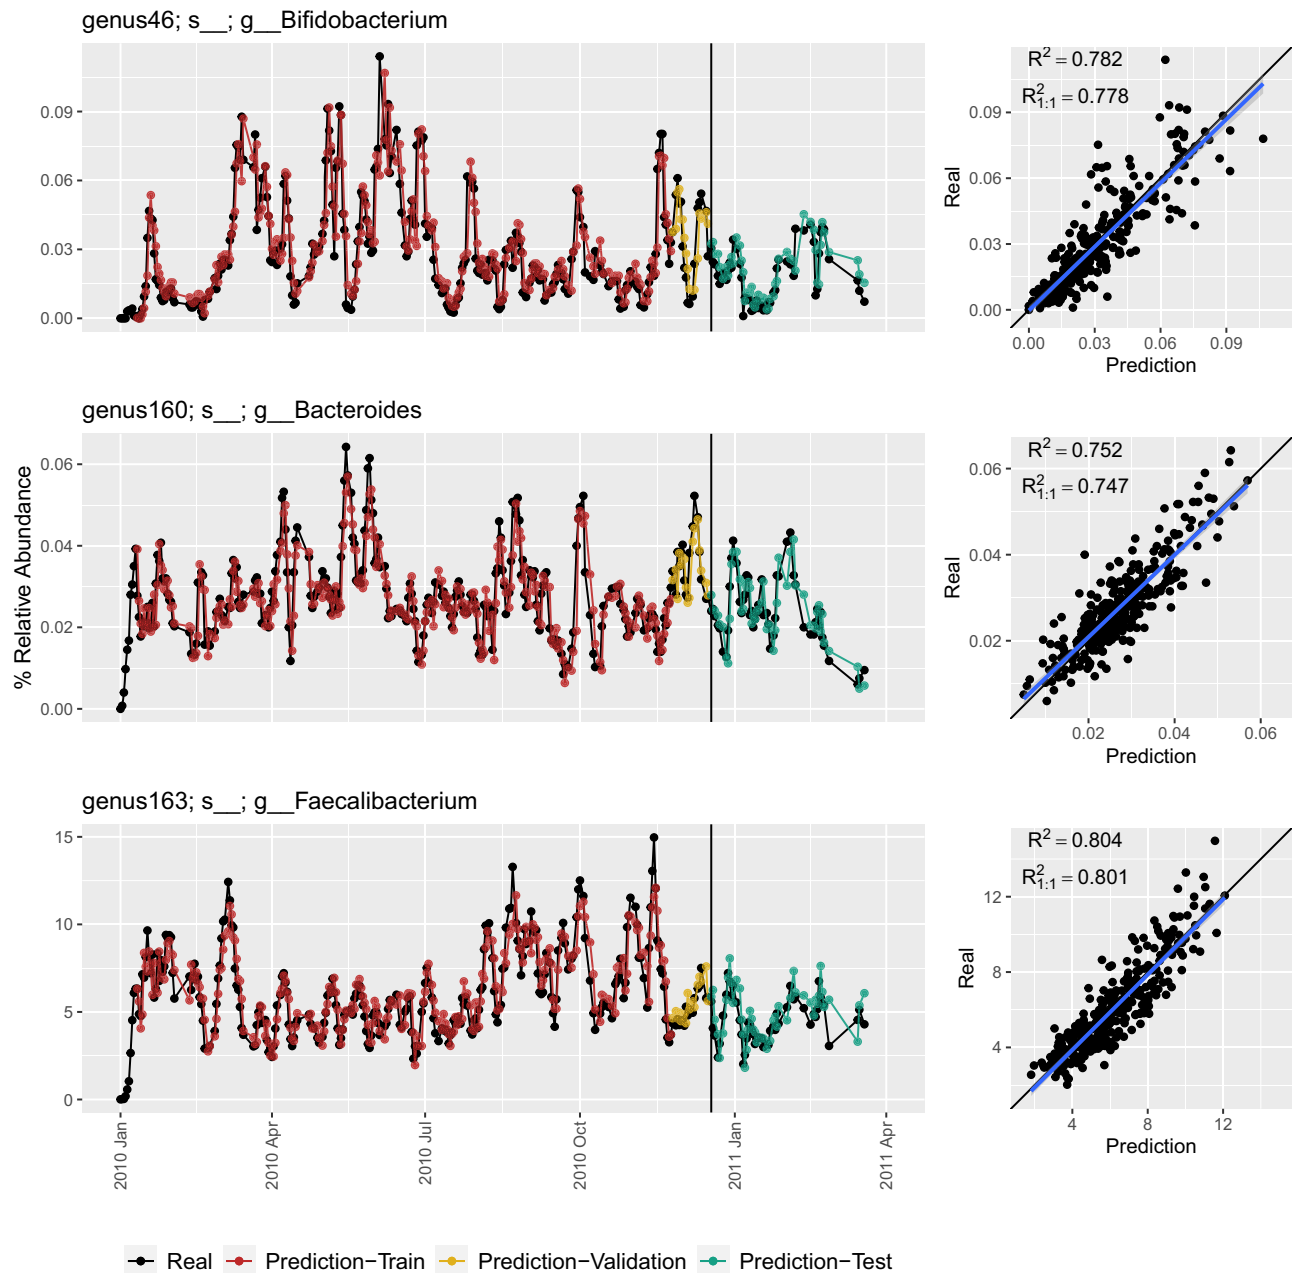 genus46; s__; g__Bifidobacterium
0.09
0.06
0.03
0.00
R² = 0.782
R²1:1 = 0.778
Real
0.09
0.06
0.03
0.00
0.00 0.03 0.06 0.09
Prediction
genus160; s__; g__Bacteroides
% Relative Abundance
0.06
0.04
0.02
0.00
R² = 0.752
R²1:1 = 0.747
Real
0.06
0.04
0.02
0.02 0.04 0.06
Prediction
genus163; s__; g__Faecalibacterium
15
10
5
0
2010 Jan
2010 Apr
2010 Jul
2010 Oct
2011 Jan
2011 Apr
R² = 0.804
R²1:1 = 0.801
Real
12
8
4
4 8 12
Prediction
Real Prediction−Train Prediction−Validation Prediction−Test